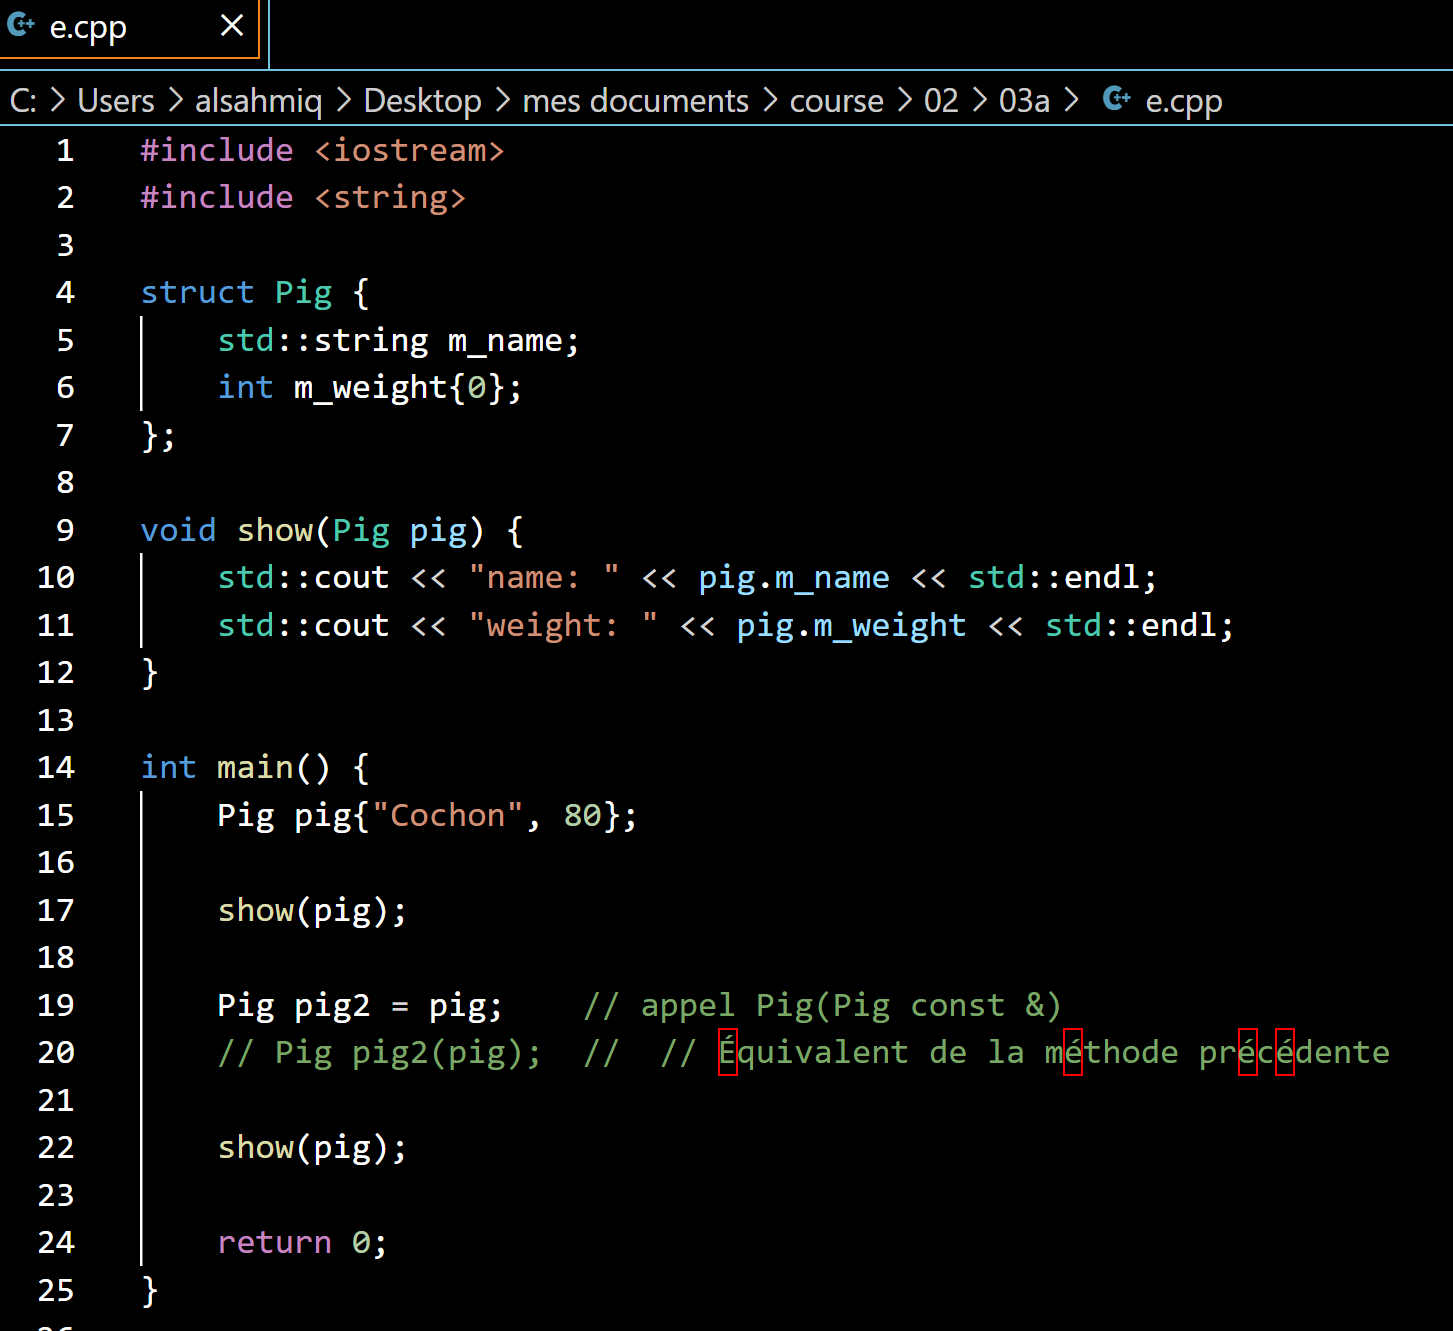 e.cpp
C: > Users > alsahmiq > Desktop > mes documents > course > 02 > 03a > e.cpp
1 #include <iostream>
2 #include <string>
3
4 struct Pig {
5     std::string m_name;
6     int m_weight{0};
7 };
8
9 void show(Pig pig) {
10     std::cout << "name: " << pig.m_name << std::endl;
11     std::cout << "weight: " << pig.m_weight << std::endl;
12 }
13
14 int main() {
15     Pig pig{"Cochon", 80};
16
17     show(pig);
18
19     Pig pig2 = pig;    // appel Pig(Pig const &)
20     // Pig pig2(pig);  //  // Équivalent de la méthode précédente
21
22     show(pig);
23
24     return 0;
25 }
26